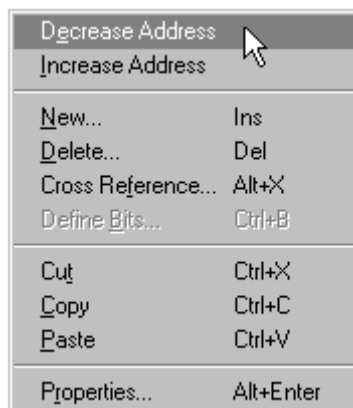 Decrease Address
Increase Address
New... Ins
Delete... Del
Cross Reference... Alt+X
Define Bits... Ctrl+B
Cut Ctrl+X
Copy Ctrl+C
Paste Ctrl+V
Properties... Alt+Enter